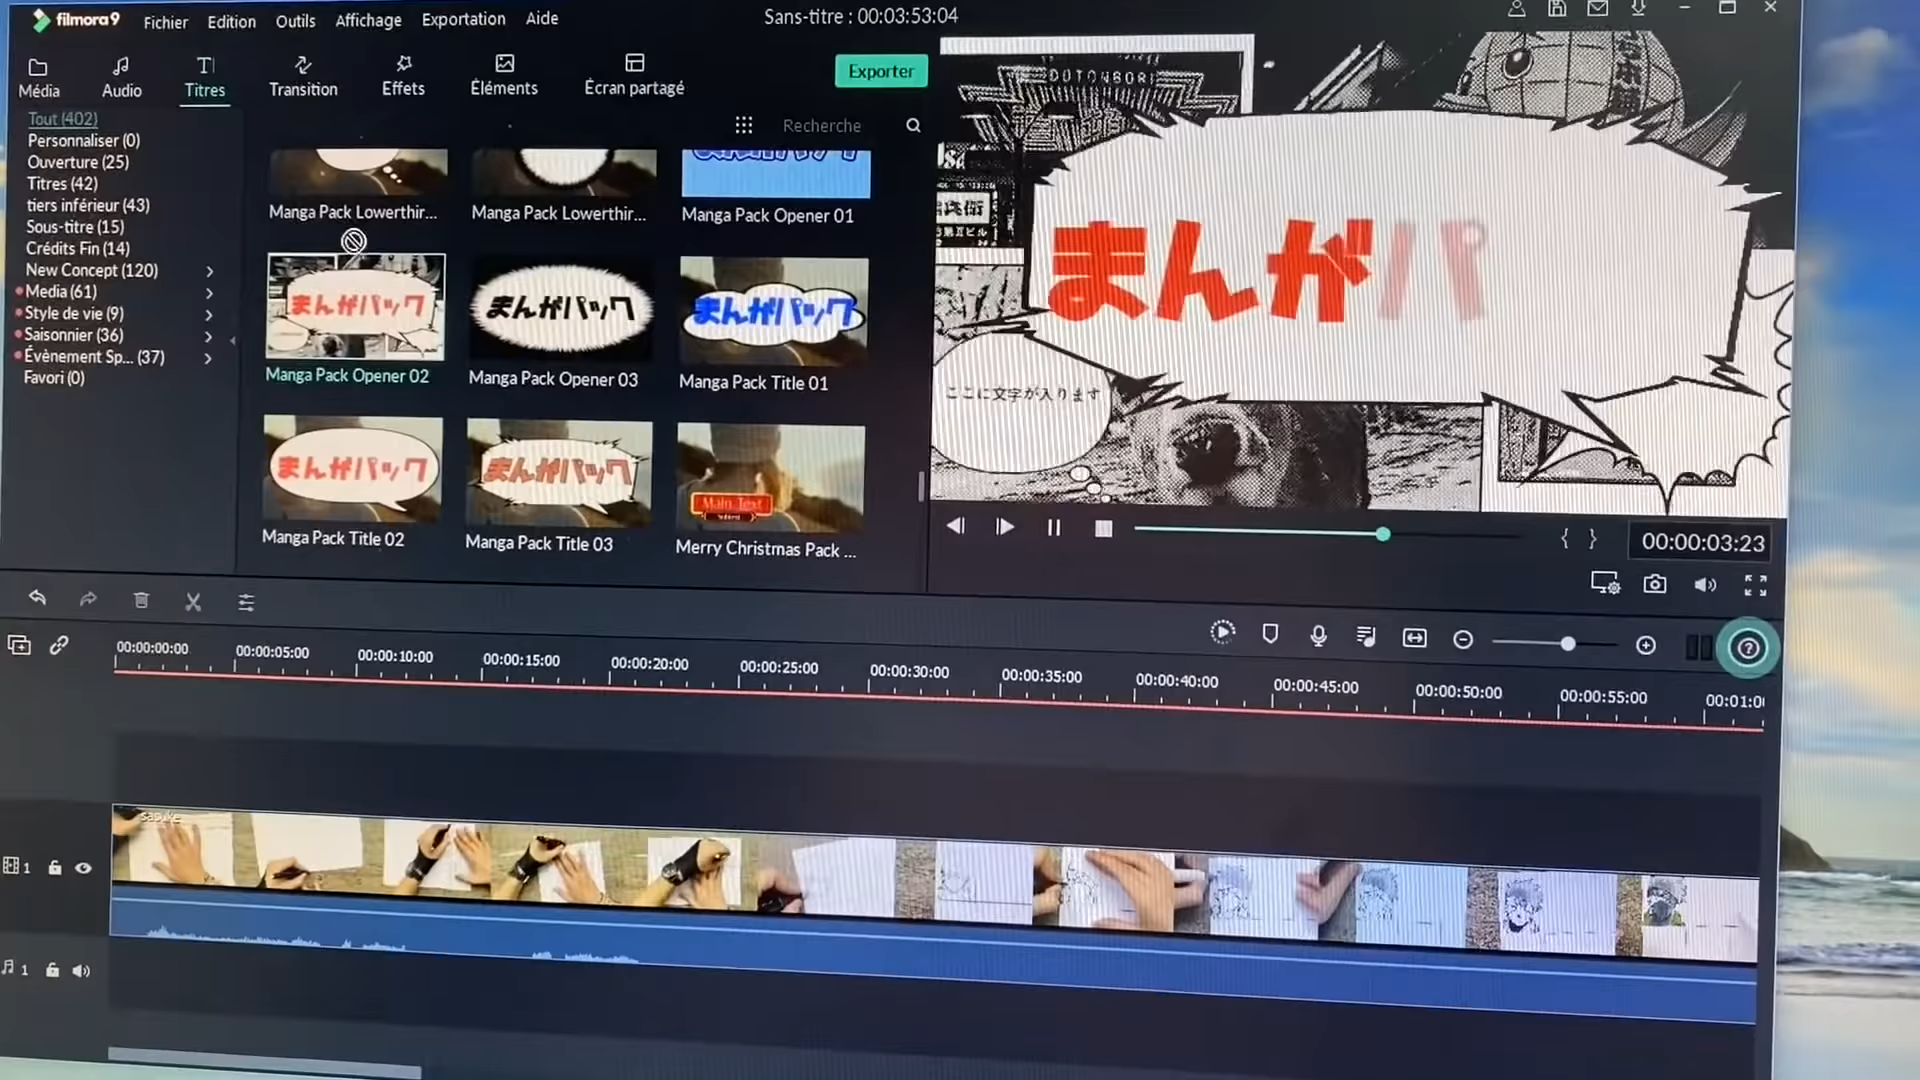 filmora9
Fichier Edition Outils Affichage Exportation Aide
Sans-titre : 00:03:53:04
Média
Audio
Titres
Transition
Effets
Éléments
Écran partagé
Exporter
Tout (402)
Personnaliser (0)
Ouverture (25)
Titres (42)
tiers inférieur (43)
Sous-titre (15)
Crédits Fin (14)
New Concept (120)
Media (61)
Style de vie (9)
Saisonnier (36)
Évènement Sp... (37)
Favori (0)
Recherche
Manga Pack Lowerthir...
Manga Pack Lowerthir...
Manga Pack Opener 01
まんがパック
まんがパック
まんがパック
Manga Pack Opener 02
Manga Pack Opener 03
Manga Pack Title 01
まんがパック
まんがパック
Main Text
Manga Pack Title 02
Manga Pack Title 03
Merry Christmas Pack ...
DOTONBORI
まんがパ
ここに文字が入ります
00:00:03:23
00:00:00:00
00:00:05:00
00:00:10:00
00:00:15:00
00:00:20:00
00:00:25:00
00:00:30:00
00:00:35:00
00:00:40:00
00:00:45:00
00:00:50:00
00:00:55:00
00:01:0
sasuke
1
1